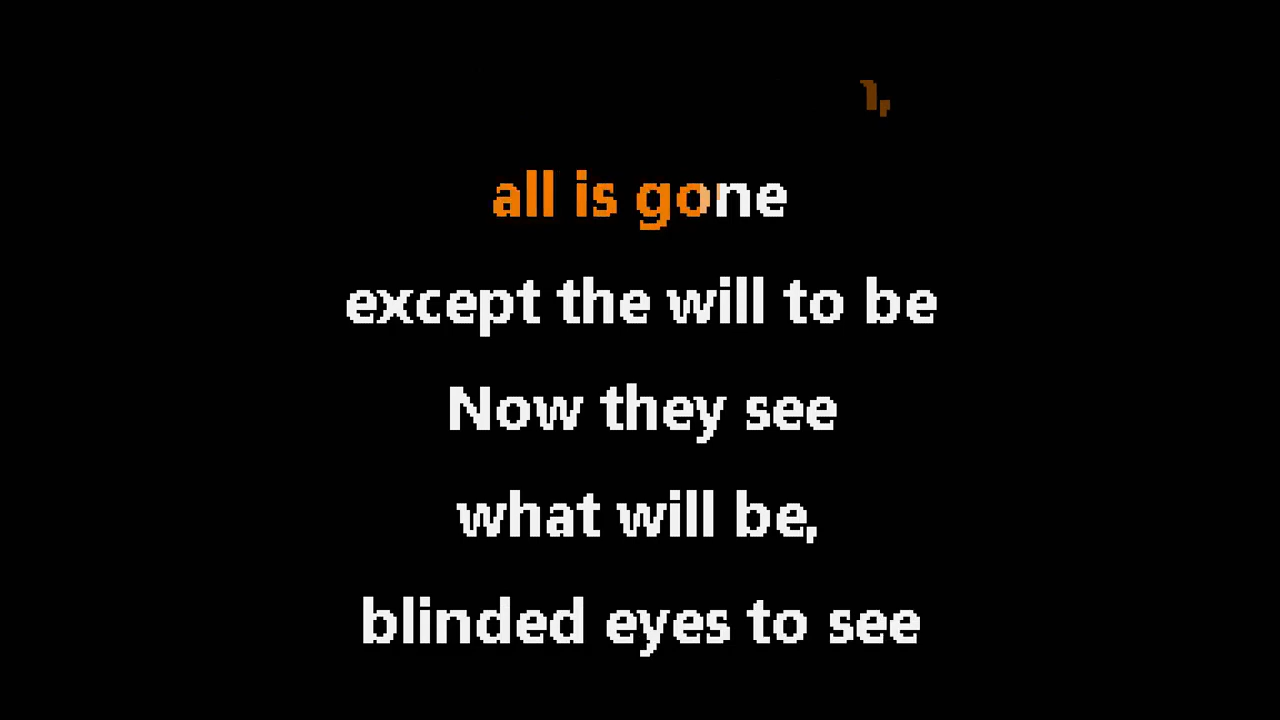 all is gone
except the will to be
Now they see
what will be,
blinded eyes to see